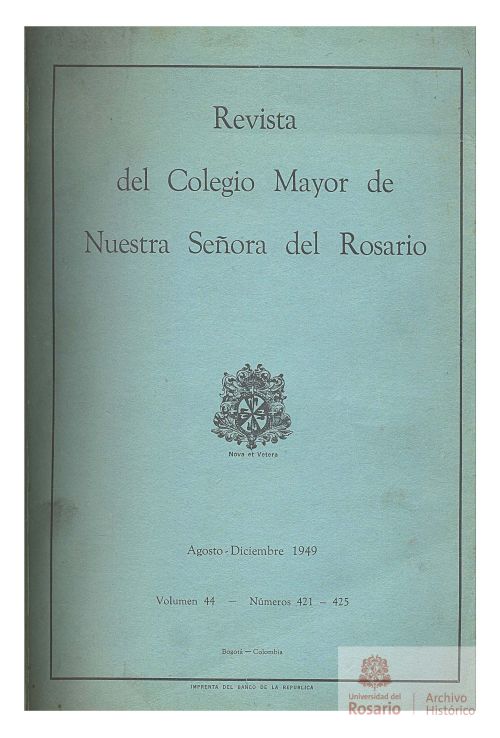 Revista
del Colegio Mayor de
Nuestra Señora del Rosario
Nova et Vetera
Agosto - Diciembre 1949
Volumen 44 — Números 421 - 425
Bogotá — Colombia
IMPRENTA DEL BANCO DE LA REPUBLICA
Universidad del
Rosario
Archivo
Histórico